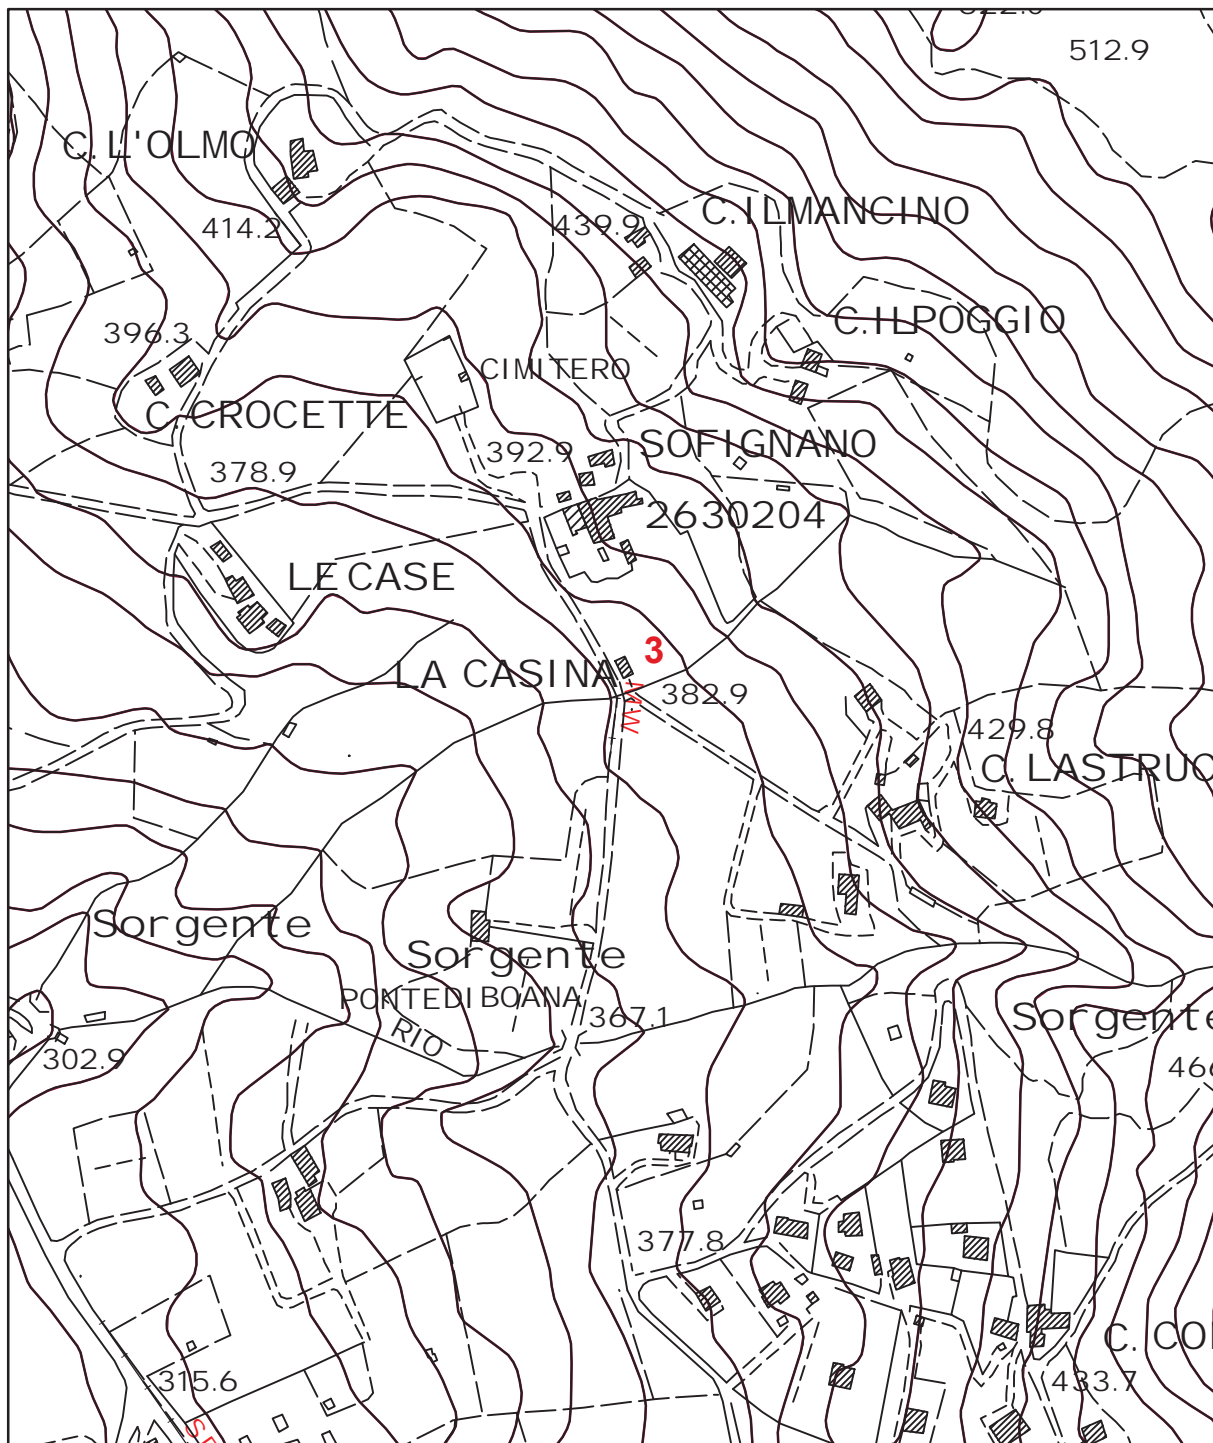 512.9
C. L'OLMO
C. IL MANCINO
414.2
439.9
C. IL POGGIO
396.3
CIMITERO
C. CROCETTE
SOFIGNANO
392.9
378.9
2630204
LE CASE
3
LA CASINA
382.9
429.8
C. LASTRUC
Sorgente
Sorgente
PONTE DI BOANA
367.1
Sorgente
RIO
302.9
466
377.8
C. CO
315.6
433.7